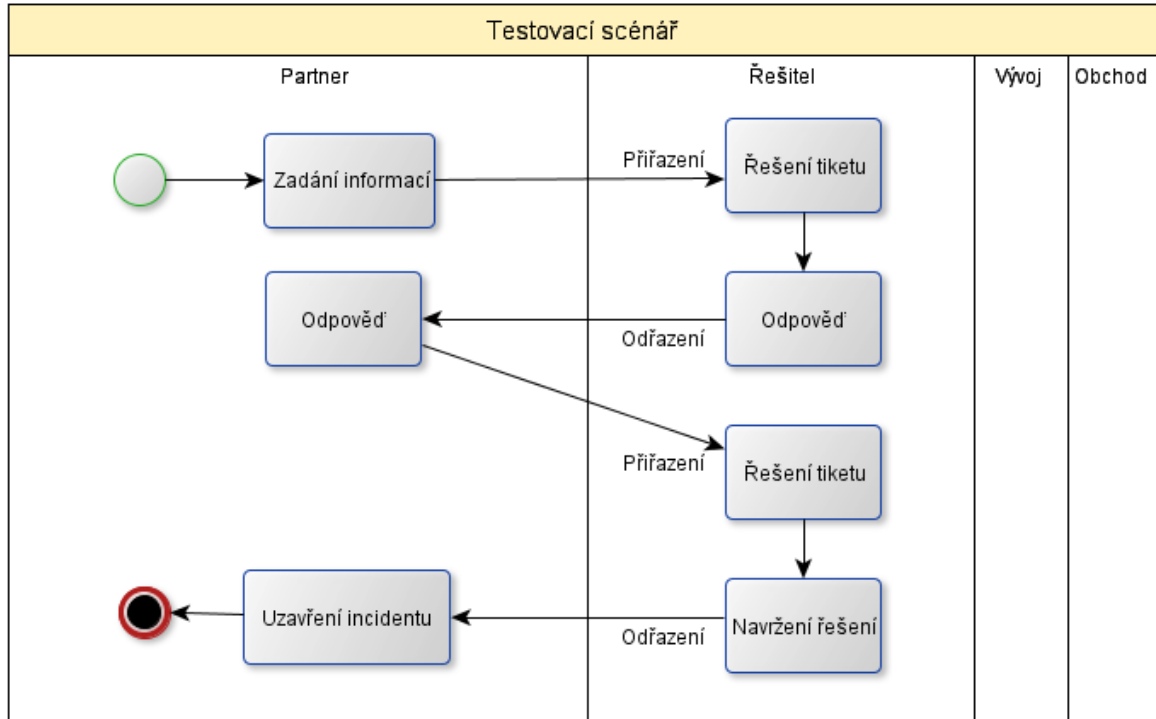 Testovací scénář
Partner
Řešitel
Vývoj
Obchod
Zadání informací
Přiřazení
Řešení tiketu
Odpověď
Odřazení
Odpověď
Přiřazení
Řešení tiketu
Uzavření incidentu
Odřazení
Navržení řešení